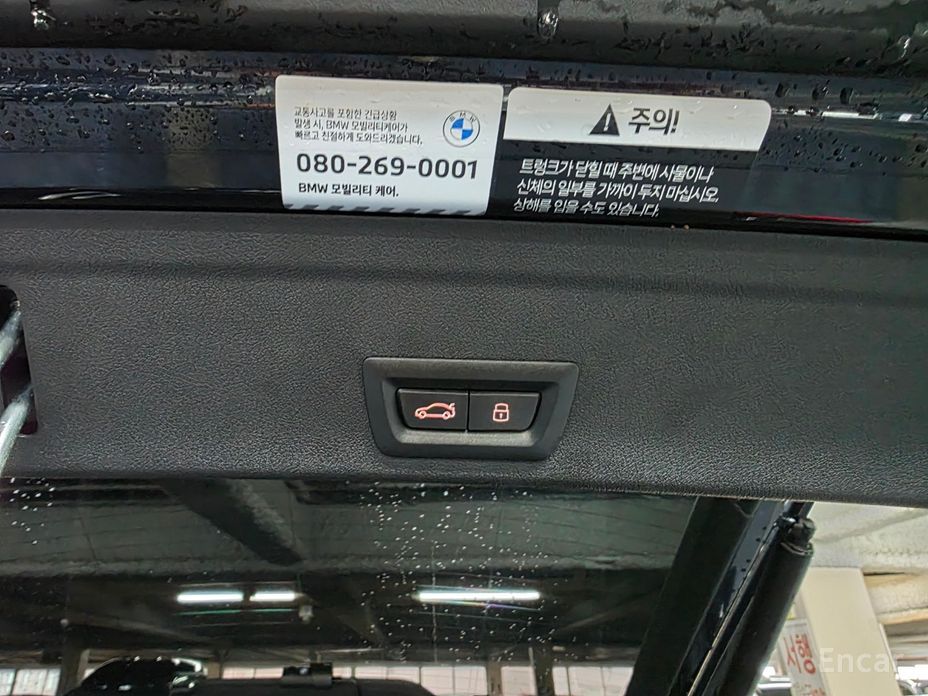 교통사고를 포함한 긴급상황
발생 시, BMW 모빌리티케어가
빠르고 친절하게 도와드리겠습니다.
BMW
080-269-0001
BMW 모빌리티 케어.
주의!
트렁크가 닫힐 때 주변에 사물이나
신체의 일부를 가까이 두지 마십시오.
상해를 입을 수도 있습니다.
서행
Encar